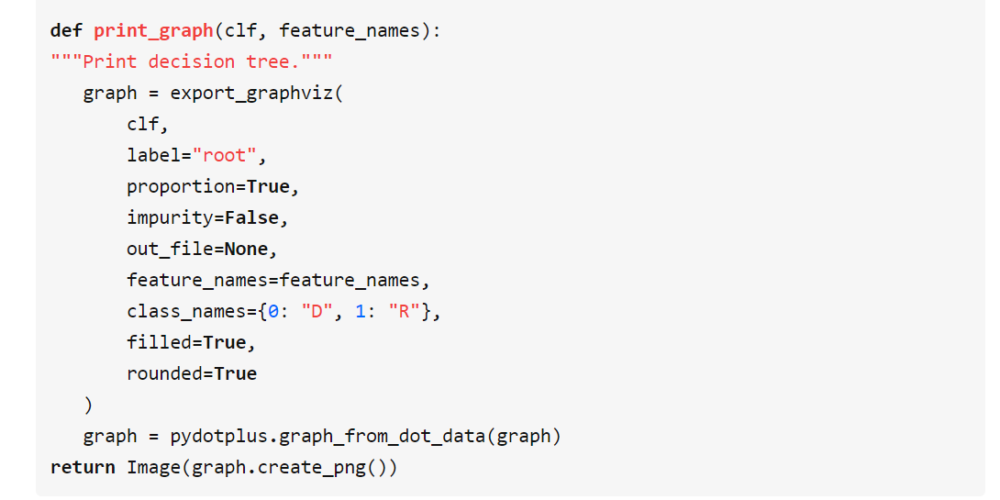 def print_graph(clf, feature_names):
"""Print decision tree."""
   graph = export_graphviz(
       clf,
       label="root",
       proportion=True,
       impurity=False,
       out_file=None,
       feature_names=feature_names,
       class_names={0: "D", 1: "R"},
       filled=True,
       rounded=True
   )
   graph = pydotplus.graph_from_dot_data(graph)
return Image(graph.create_png())